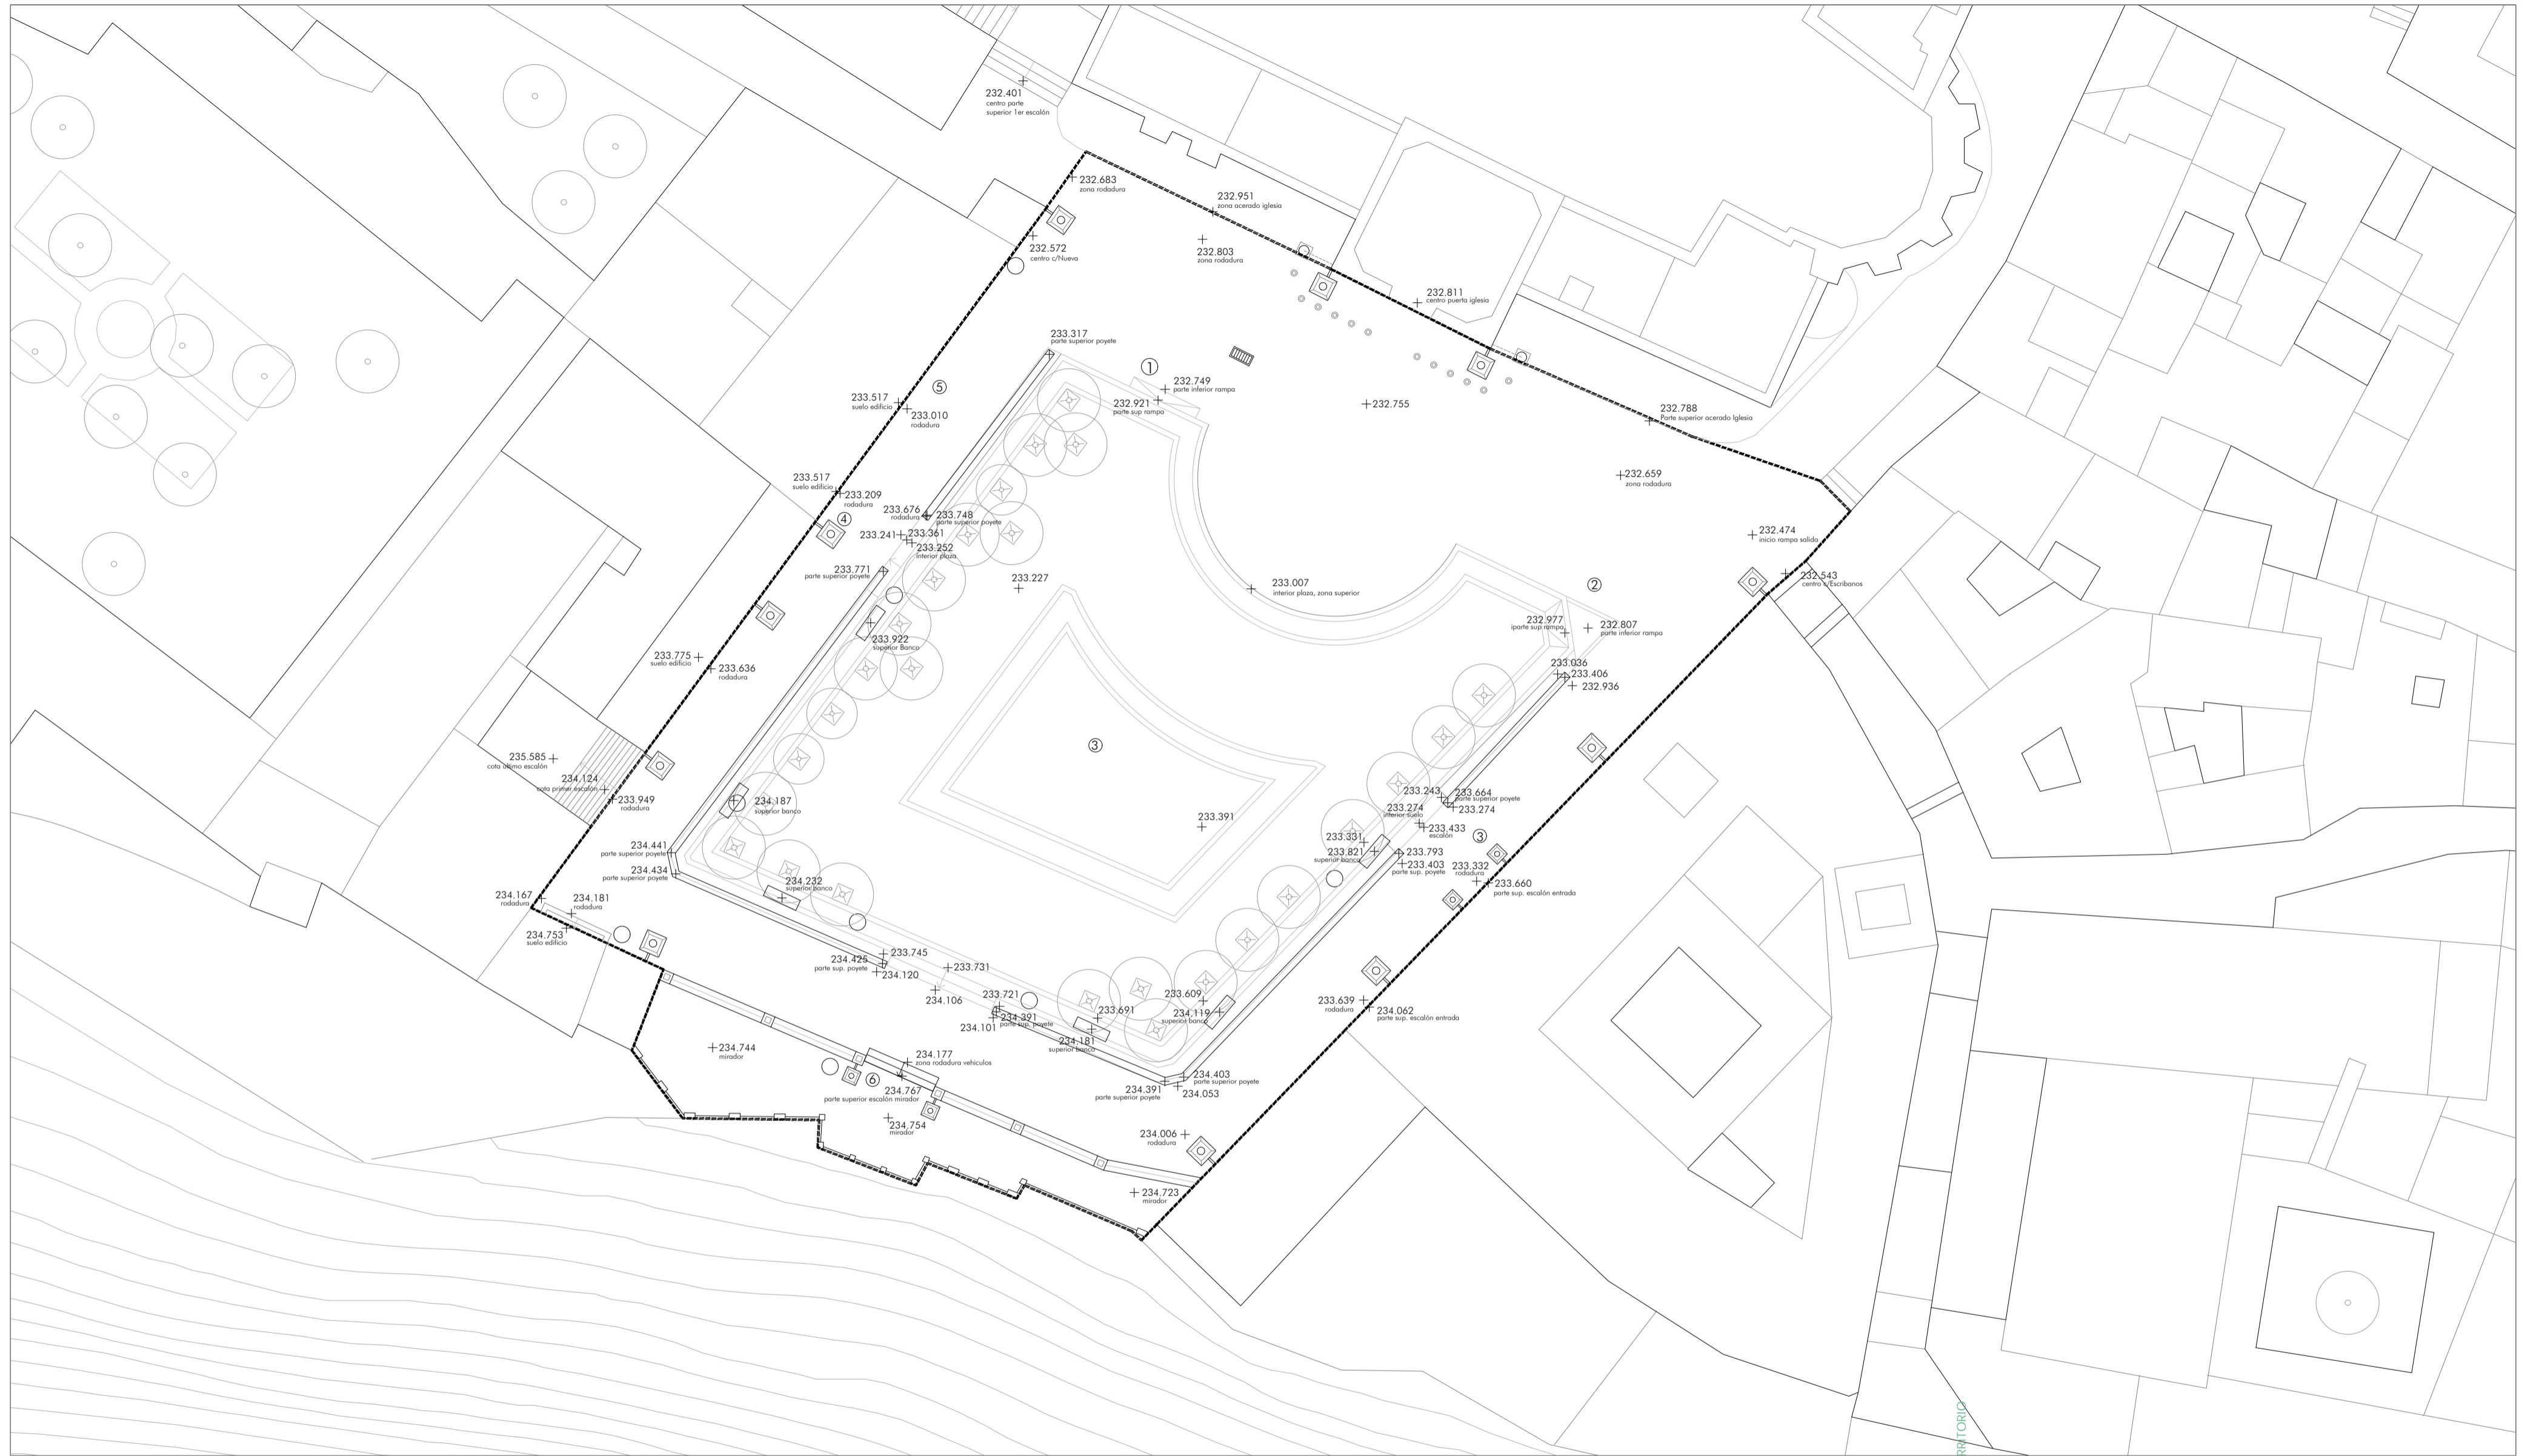 232.401
centro parte
superior 1er escalón
232.683
zona rodadura
232.951
zona acerado iglesia
232.572
centro c/Nueva
232.803
zona rodadura
232.811
centro puerta iglesia
233.317
parte superior poyete
1
232.749
parte inferior rampa
5
232.921
parte sup rampa
232.755
233.517
suelo edificio
233.010
rodadura
232.788
Parte superior acerado Iglesia
233.517
suelo edificio
233.209
rodadura
232.659
zona rodadura
4
233.676
rodadura
233.748
parte superior poyete
233.241
233.361
233.252
interior plaza
232.474
inicio rampa salida
233.771
parte superior poyete
233.227
233.007
interior plaza, zona superior
2
232.543
centro c/Escribanos
233.922
superior Banco
232.977
iparte sup rampa
232.807
parte inferior rampa
233.775
suelo edificio
233.636
rodadura
233.036
233.406
232.936
3
235.585
cota ultimo escalón
234.124
cota primer escalón
233.949
rodadura
234.187
superior banco
233.243
233.664
parte superior poyete
233.274
interior suelo
233.274
233.391
233.433
escalón
3
233.331
233.821
superior banco
233.793
233.403
parte sup. poyete
234.441
parte superior poyete
234.434
parte superior poyete
234.232
superior banco
233.332
rodadura
233.660
parte sup. escalón entrada
234.167
rodadura
234.181
rodadura
234.753
suelo edificio
233.745
234.425
parte sup. poyete
234.120
233.731
234.106
233.721
234.391
parte sup. poyete
234.101
233.691
234.181
superior banco
233.609
234.119
superior banco
233.639
rodadura
234.062
parte sup. escalón entrada
234.744
mirador
234.177
zona rodadura vehiculos
6
234.767
parte superior escalón mirador
234.754
mirador
234.403
parte superior poyete
234.391
parte superior poyete
234.053
234.006
rodadura
234.723
mirador
RRITORIO